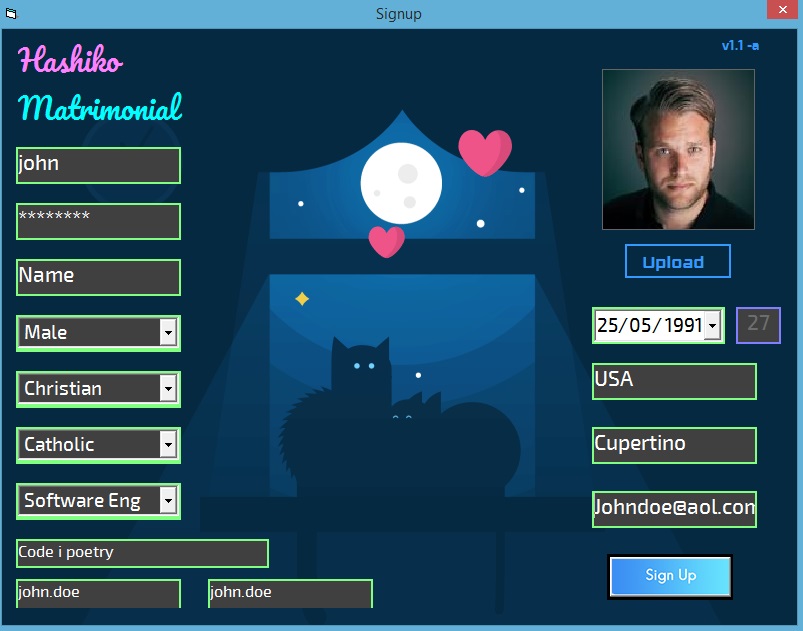 Signup
v1.1 -a
Hashiko
Matrimonial
john
********
Name
Male
Christian
Catholic
Software Eng
Code i poetry
john.doe
john.doe
Upload
25/05/1991
27
USA
Cupertino
Johndoe@aol.com
Sign Up